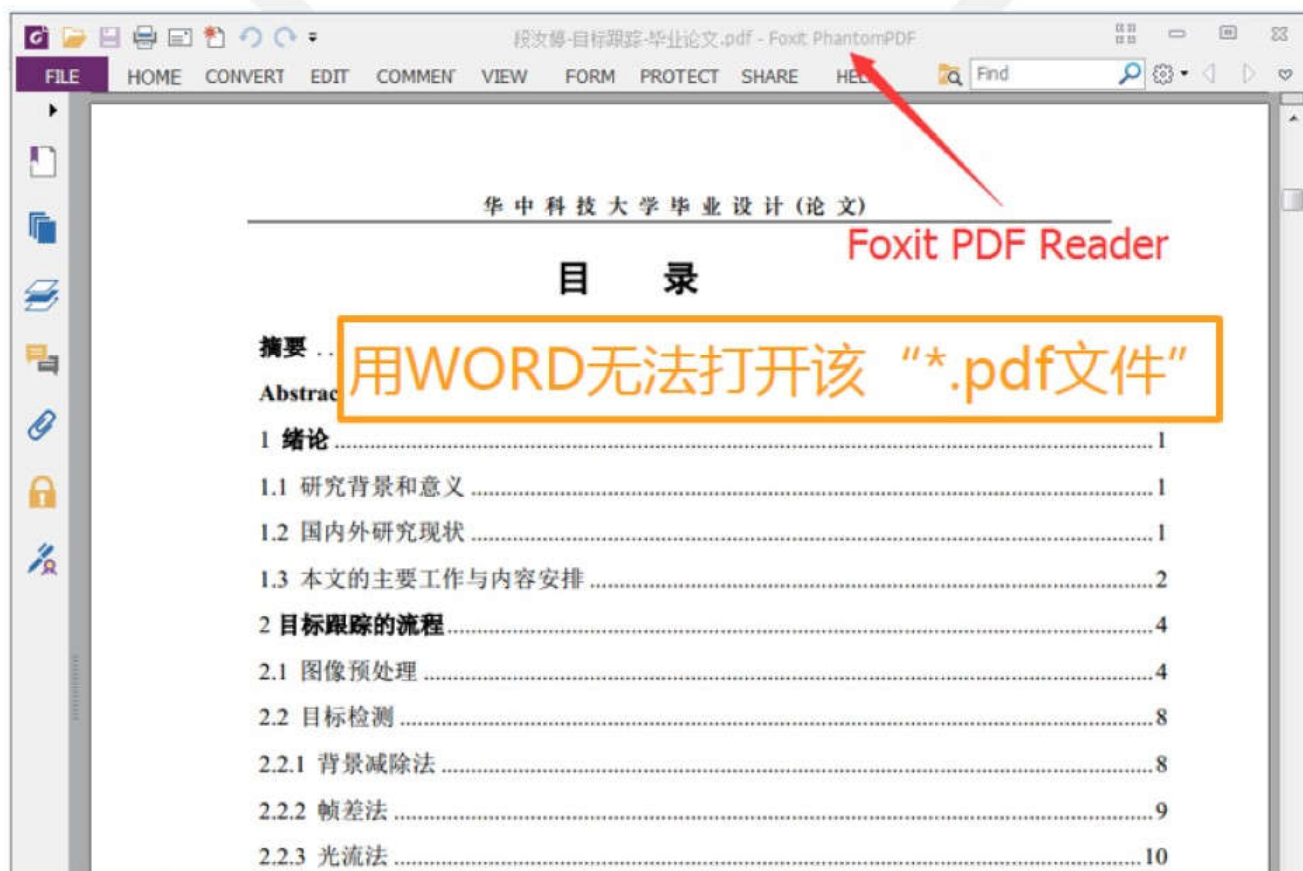 段汝婷-目标跟踪-毕业论文.pdf - Foxit PhantomPDF
FILE HOME CONVERT EDIT COMMEN VIEW FORM PROTECT SHARE HEL Find
华中科技大学毕业设计(论文)
Foxit PDF Reader
目 录
摘要 ..
用WORD无法打开该“*.pdf文件”
Abstrac
1 绪论 ........ 1
1.1 研究背景和意义 ........ 1
1.2 国内外研究现状 ........ 1
1.3 本文的主要工作与内容安排 ........ 2
2 目标跟踪的流程 ........ 4
2.1 图像预处理 ........ 4
2.2 目标检测 ........ 8
2.2.1 背景减除法 ........ 8
2.2.2 帧差法 ........ 9
2.2.3 光流法 ........ 10